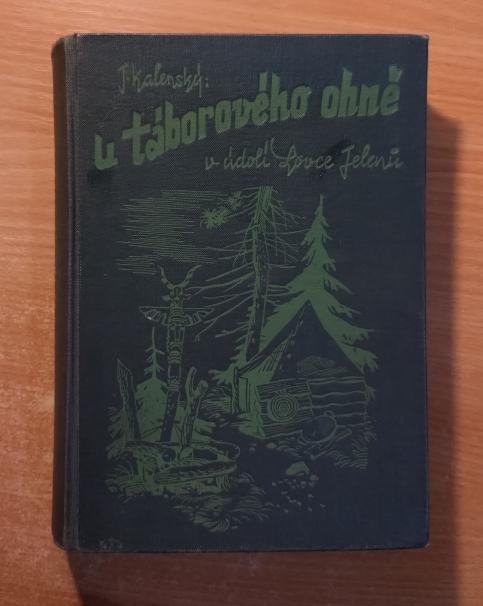 J. Kalenský:
u táborového ohně
v údolí Lovce Jelenů